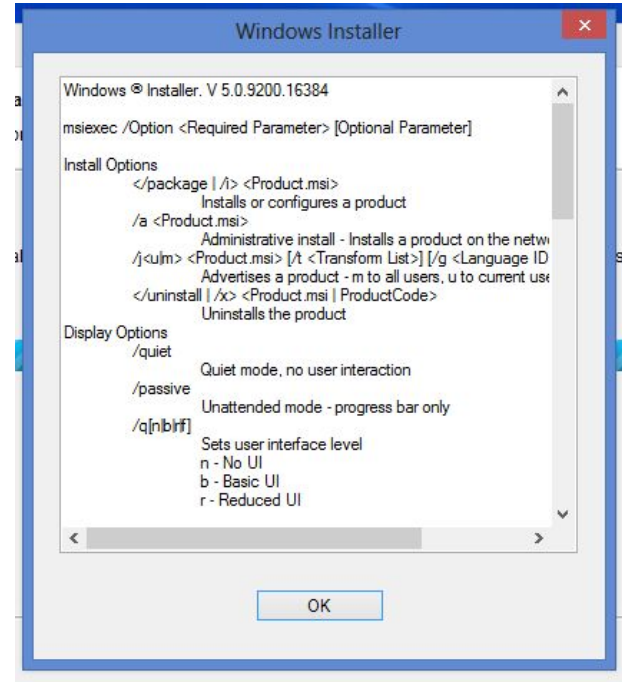 Windows Installer
Windows ® Installer. V 5.0.9200.16384
msiexec /Option <Required Parameter> [Optional Parameter]
Install Options
</package | /i> <Product.msi>
Installs or configures a product
/a <Product.msi>
Administrative install - Installs a product on the netw
/j<u|m> <Product.msi> [/t <Transform List>] [/g <Language ID
Advertises a product - m to all users, u to current use
</uninstall | /x> <Product.msi | ProductCode>
Uninstalls the product
Display Options
/quiet
Quiet mode, no user interaction
/passive
Unattended mode - progress bar only
/q[n|b|r|f]
Sets user interface level
n - No UI
b - Basic UI
r - Reduced UI
OK